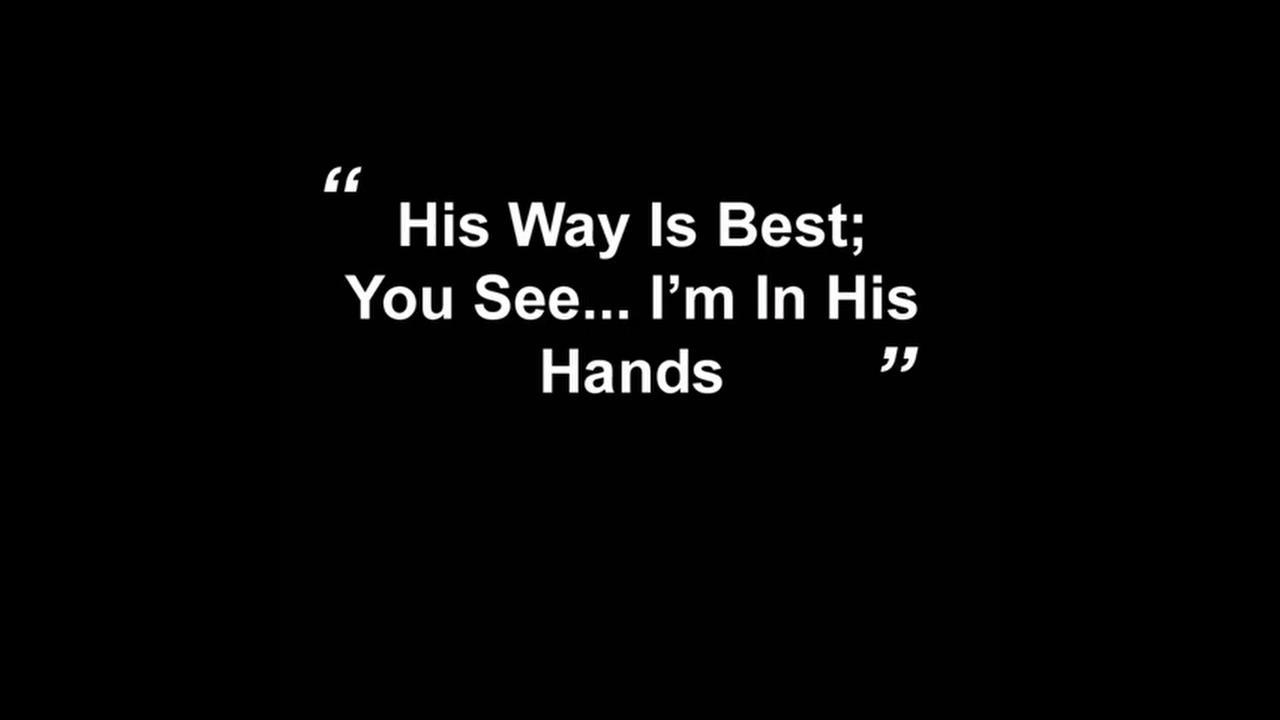 “ His Way Is Best;
You See... I’m In His
Hands ”